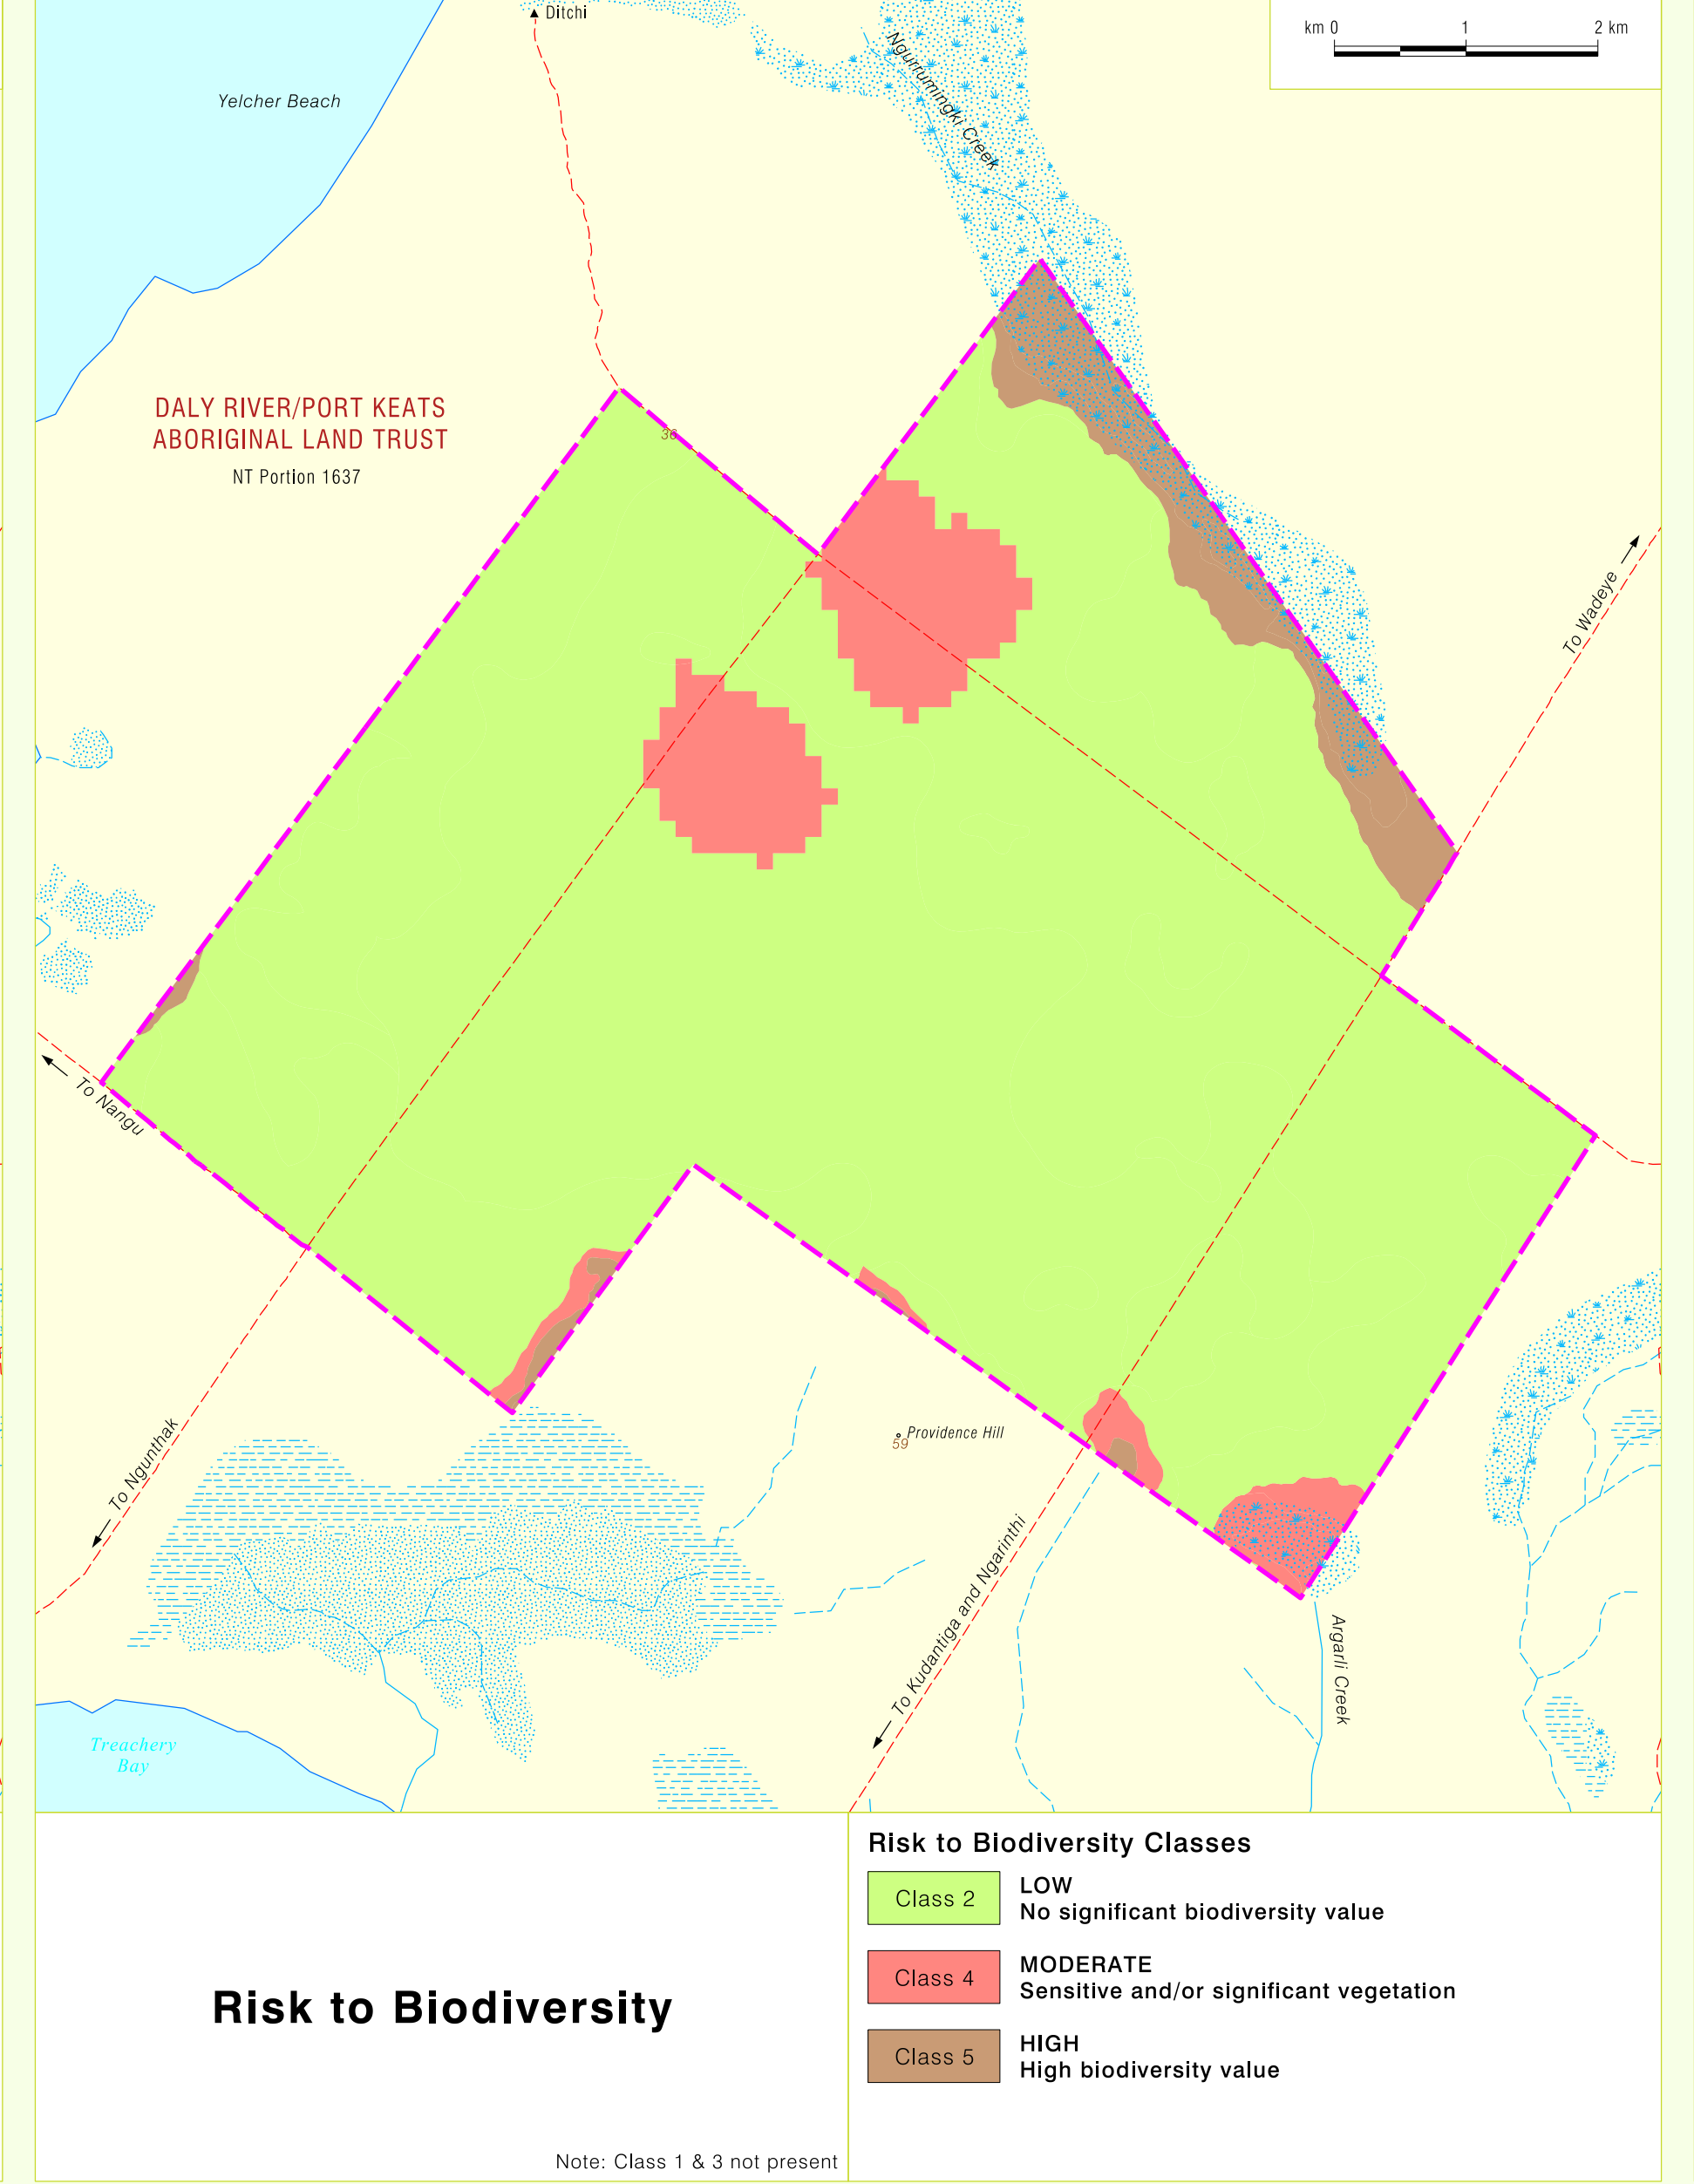 Ditchi
km 0 1 2 km
Ngurrumingki Creek
Yelcher Beach
DALY RIVER/PORT KEATS
ABORIGINAL LAND TRUST
NT Portion 1637
36
To Wadeye
To Nangu
To Ngunthak
Providence Hill
59
To Kudantiga and Ngarinthi
Argarli Creek
Treachery
Bay
Risk to Biodiversity
Note: Class 1 & 3 not present
Risk to Biodiversity Classes
Class 2
LOW
No significant biodiversity value
Class 4
MODERATE
Sensitive and/or significant vegetation
Class 5
HIGH
High biodiversity value